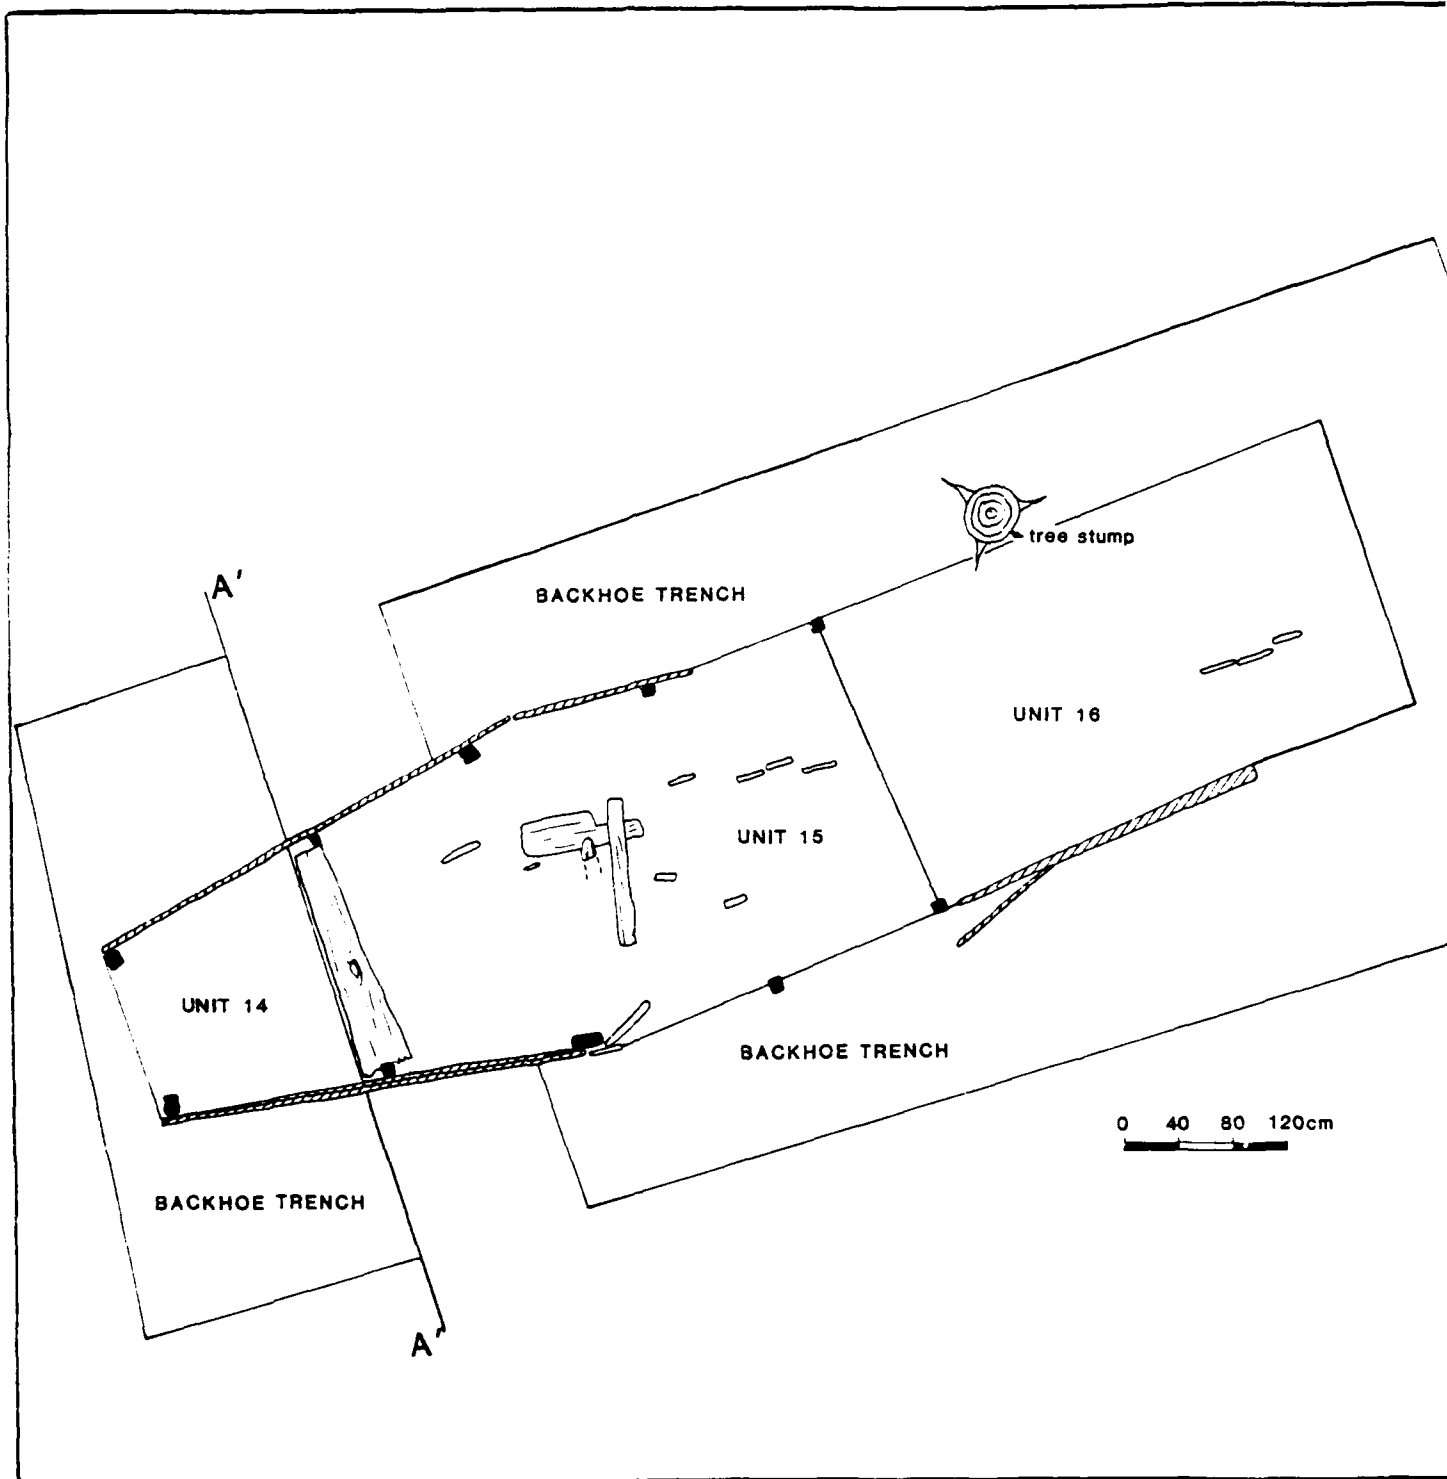 tree stump
A'
BACKHOE TRENCH
UNIT 16
UNIT 15
UNIT 14
BACKHOE TRENCH
0 40 80 120cm
BACKHOE TRENCH
A'